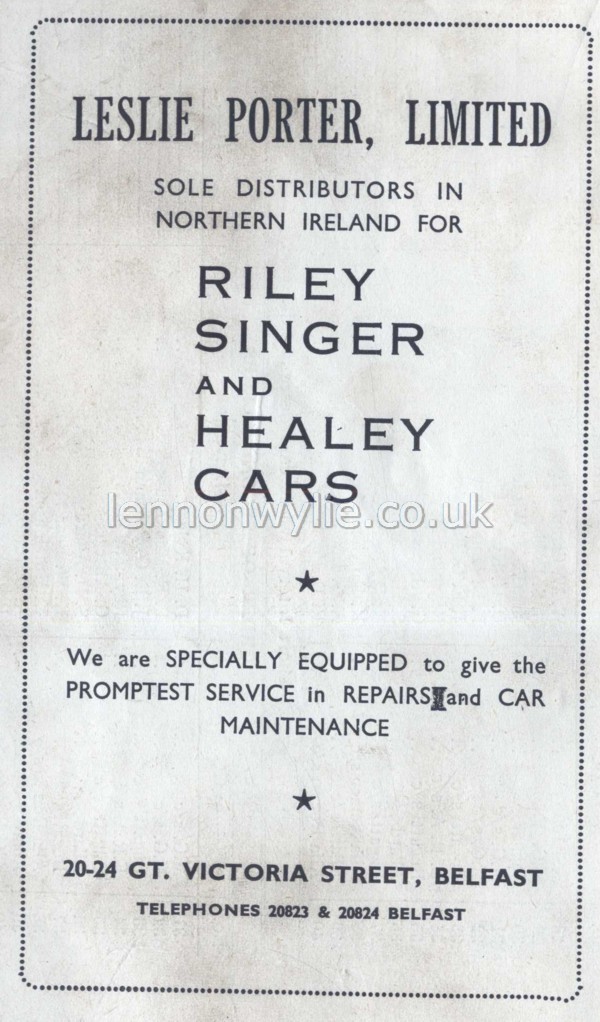 LESLIE PORTER, LIMITED
SOLE DISTRIBUTORS IN
NORTHERN IRELAND FOR
RILEY
SINGER
AND
HEALEY
CARS
lennonwylie.co.uk
We are SPECIALLY EQUIPPED to give the
PROMPTEST SERVICE in REPAIRS and CAR
MAINTENANCE
20-24 GT. VICTORIA STREET, BELFAST
TELEPHONES 20823 & 20824 BELFAST